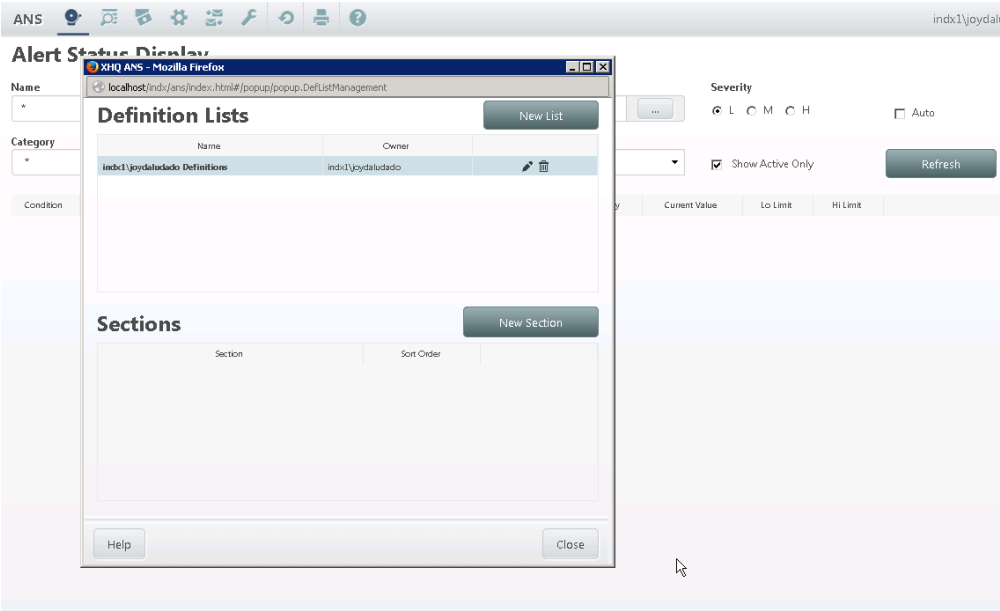 ANS
indx1\joydalu
Alert Status Display
XHQ ANS - Mozilla Firefox
localhost/indx/ans/index.html#/popup/popup.DefListManagement
Name
*
Category
*
Condition
Definition Lists
New List
Name Owner
indx1\joydaludado Definitions indx1\joydaludado
Sections
New Section
Section Sort Order
Help
Close
...
Severity
L M H
Auto
Show Active Only
Refresh
y Current Value Lo Limit Hi Limit